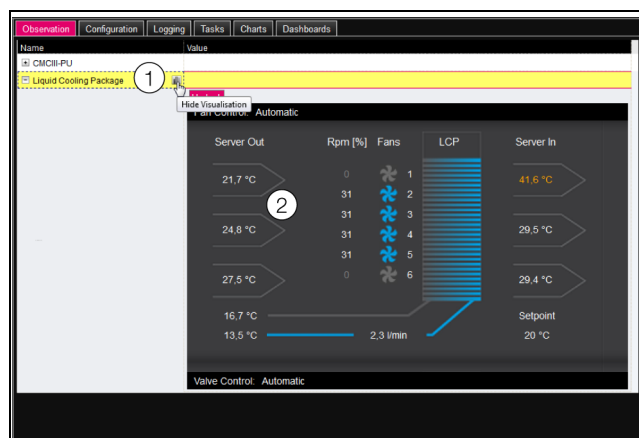 Observation Configuration Logging Tasks Charts Dashboards
Name Value
CMCIII-PU
Liquid Cooling Package 1
Hide Visualisation
Fan Control: Automatic
Server Out Rpm [%] Fans LCP Server In
21,7 °C 0 1 41,6 °C
31 2
2
31 3
24,8 °C 31 4 29,5 °C
31 5
27,5 °C 0 6 29,4 °C
16,7 °C Setpoint
13,5 °C 2,3 l/min 20 °C
Valve Control: Automatic